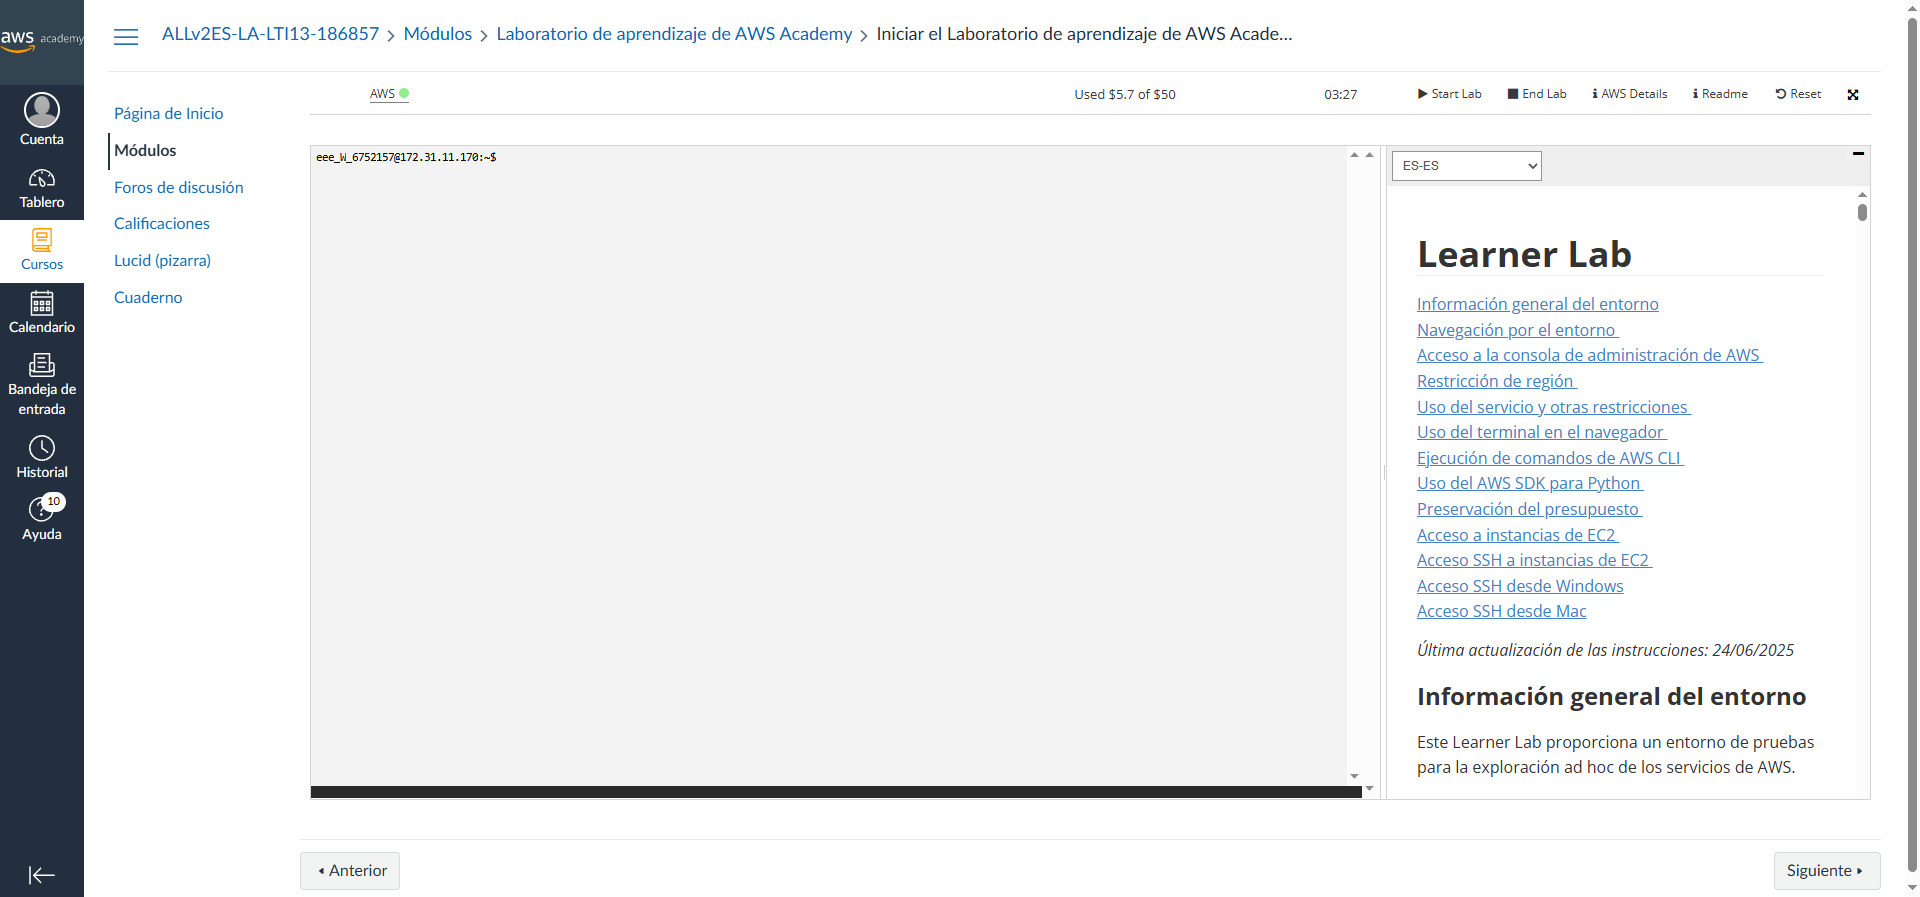 aws academy
Cuenta
Tablero
Cursos
Calendario
Bandeja de
entrada
Historial
10
Ayuda
ALLv2ES-LA-LTI13-186857 > Módulos > Laboratorio de aprendizaje de AWS Academy > Iniciar el Laboratorio de aprendizaje de AWS Acade...
Página de Inicio
Módulos
Foros de discusión
Calificaciones
Lucid (pizarra)
Cuaderno
AWS Used $5.7 of $50 03:27 Start Lab End Lab AWS Details Readme Reset
eee_W_6752157@172.31.11.170:~$
ES-ES
Learner Lab
Información general del entorno
Navegación por el entorno
Acceso a la consola de administración de AWS
Restricción de región
Uso del servicio y otras restricciones
Uso del terminal en el navegador
Ejecución de comandos de AWS CLI
Uso del AWS SDK para Python
Preservación del presupuesto
Acceso a instancias de EC2
Acceso SSH a instancias de EC2
Acceso SSH desde Windows
Acceso SSH desde Mac
Última actualización de las instrucciones: 24/06/2025
Información general del entorno
Este Learner Lab proporciona un entorno de pruebas
para la exploración ad hoc de los servicios de AWS.
Anterior
Siguiente